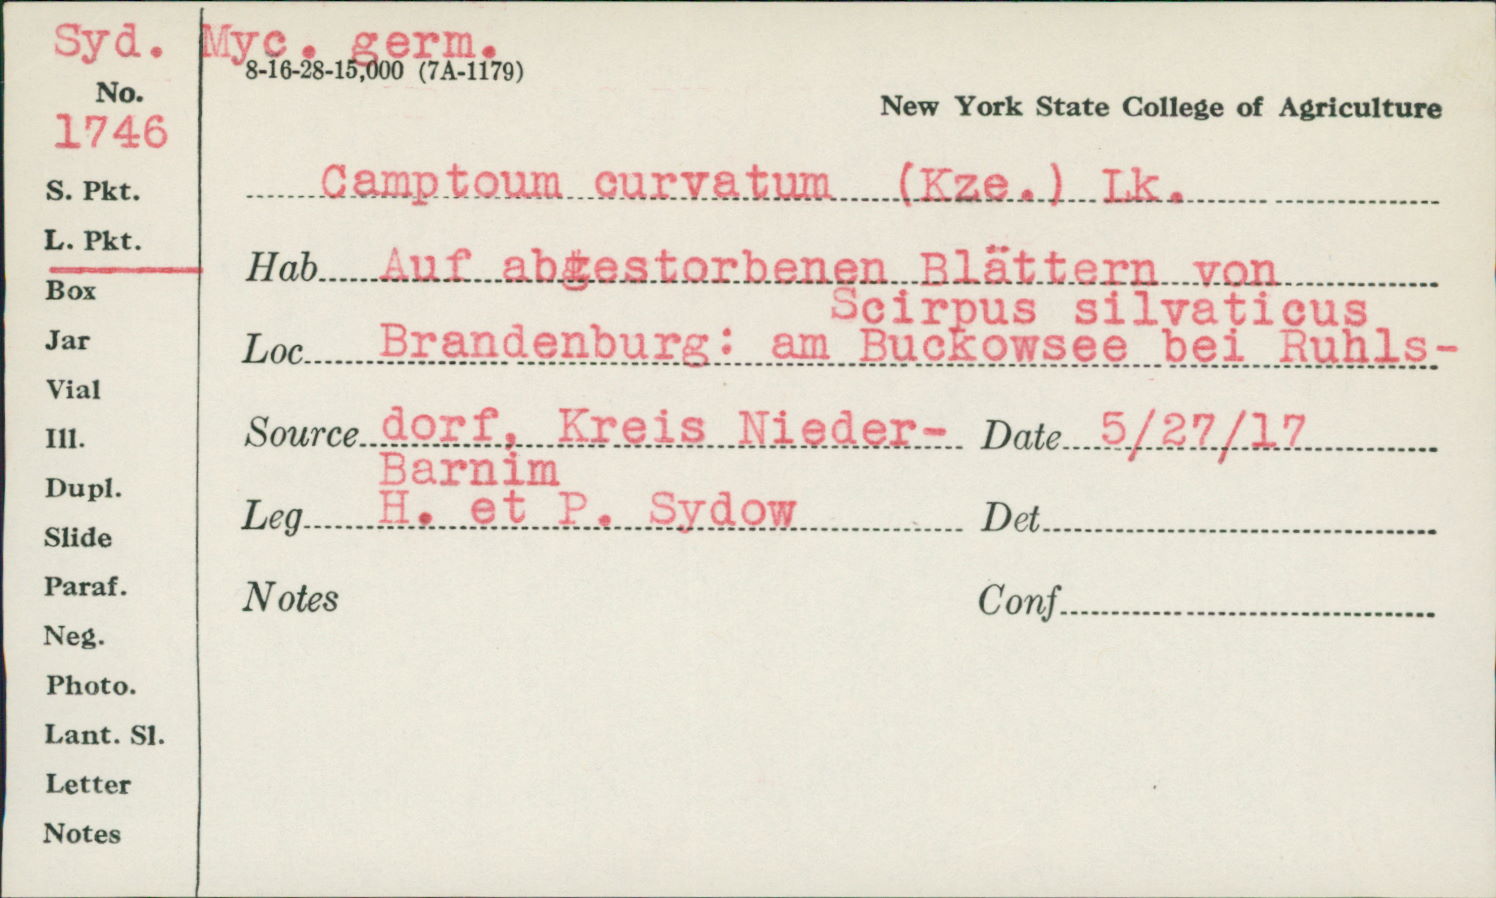 Syd. Myc. germ.
8-16-28-15,000 (7A-1179)
No.
1746
New York State College of Agriculture
S. Pkt.
L. Pkt.
Box
Jar
Vial
Ill.
Dupl.
Slide
Paraf.
Neg.
Photo.
Lant. Sl.
Letter
Notes
Camptoum curvatum (Kze.) Lk.
Hab Auf abgestorbenen Blättern von
Scirpus silvaticus
Loc Brandenburg: am Buckowsee bei Ruhls-
Source dorf, Kreis Nieder- Date 5/27/17
Barnim
Leg H. et P. Sydow Det
Notes Conf